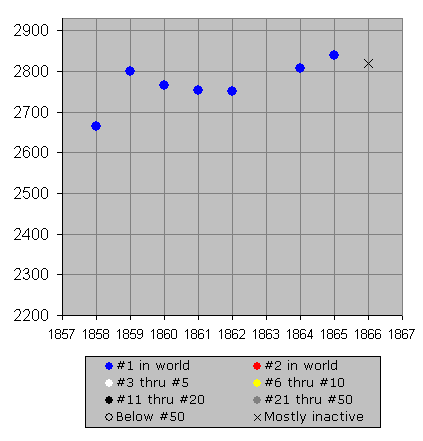 2900
2800
2700
2600
2500
2400
2300
2200
1857 1858 1859 1860 1861 1862 1863 1864 1865 1866 1867
#1 in world #2 in world
#3 thru #5 #6 thru #10
#11 thru #20 #21 thru #50
Below #50 Mostly inactive